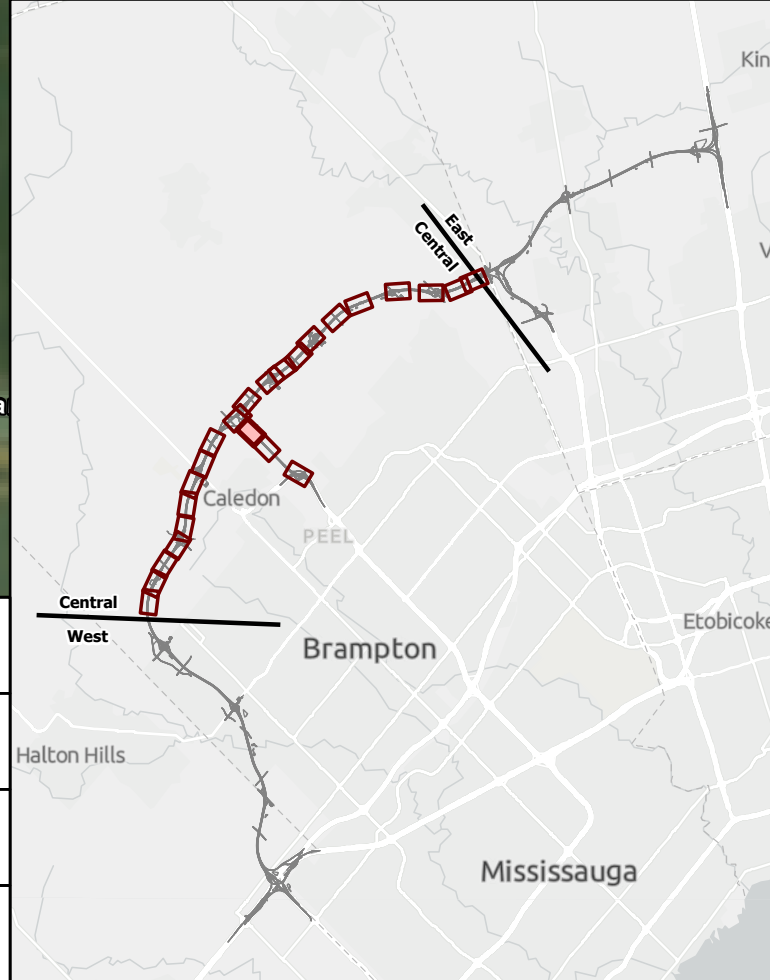 Kin
East
Central
V
a
Caledon
PEEL
Central
West
Etobicoke
Brampton
Halton Hills
Mississauga